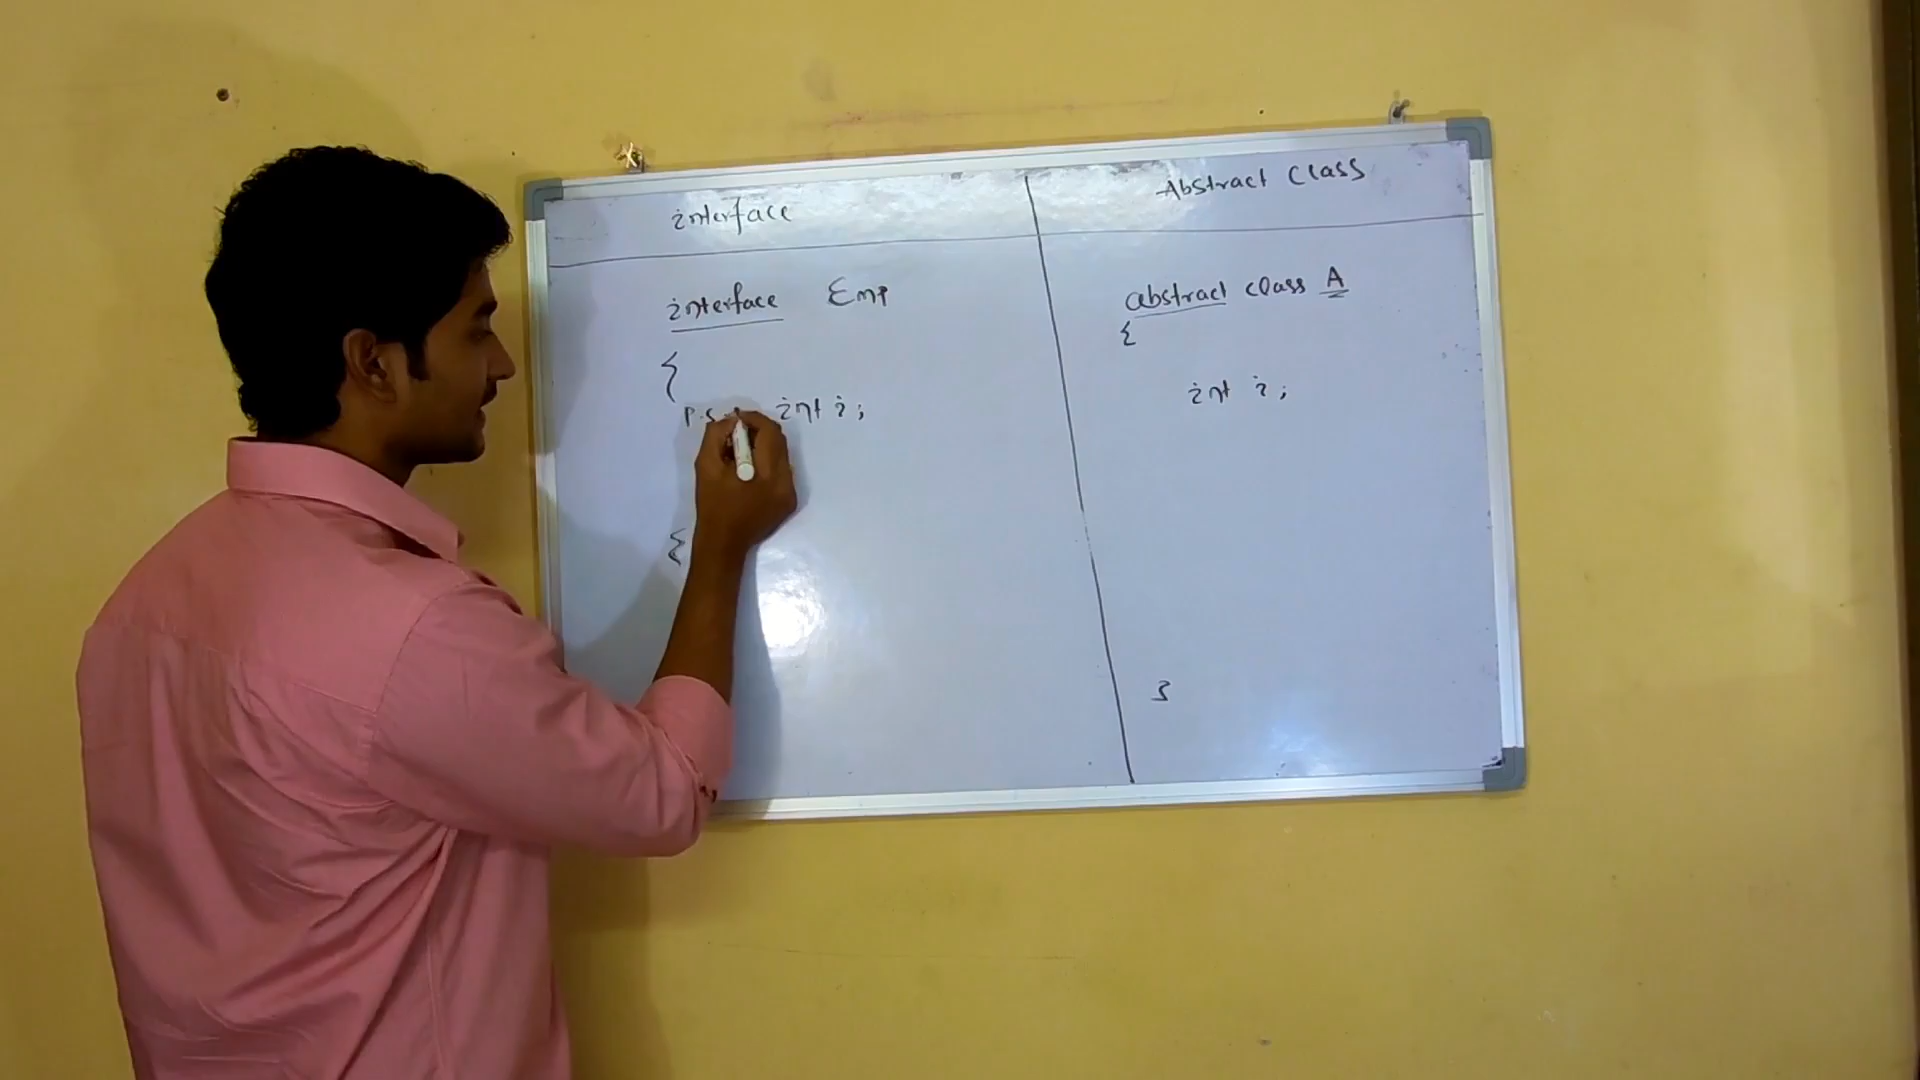 interface
Abstract Class
interface Emp
{
P.S. int i;
{
abstract class A
{
int i;
}